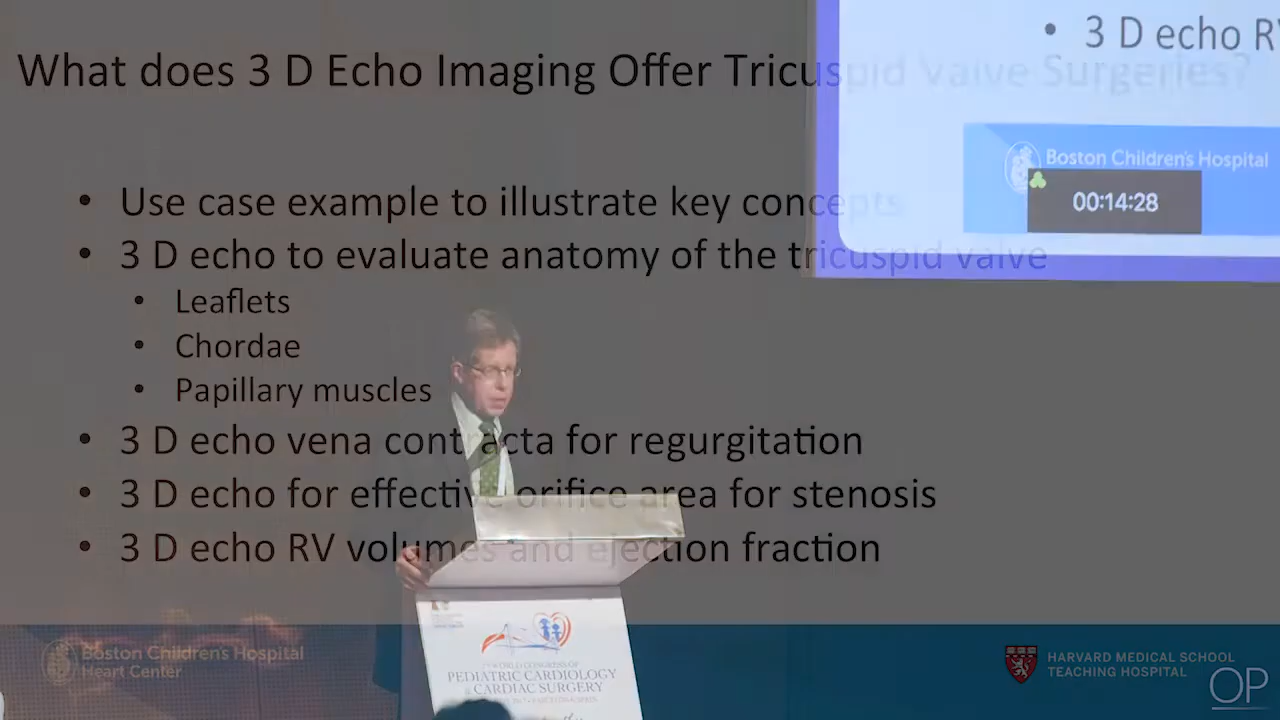 • 3 D echo R
What does 3 D Echo Imaging Offer Tricuspid Valve Surgeries?
Boston Children's Hospital
00:14:28
• Use case example to illustrate key concepts
• 3 D echo to evaluate anatomy of the tricuspid valve
• Leaflets
• Chordae
• Papillary muscles
• 3 D echo vena contracta for regurgitation
• 3 D echo for effective orifice area for stenosis
• 3 D echo RV volumes and ejection fraction
WORLD CONGRESS OF
PEDIATRIC CARDIOLOGY
& CARDIAC SURGERY
Boston Children's Hospital
Heart Center
HARVARD MEDICAL SCHOOL
TEACHING HOSPITAL
OP